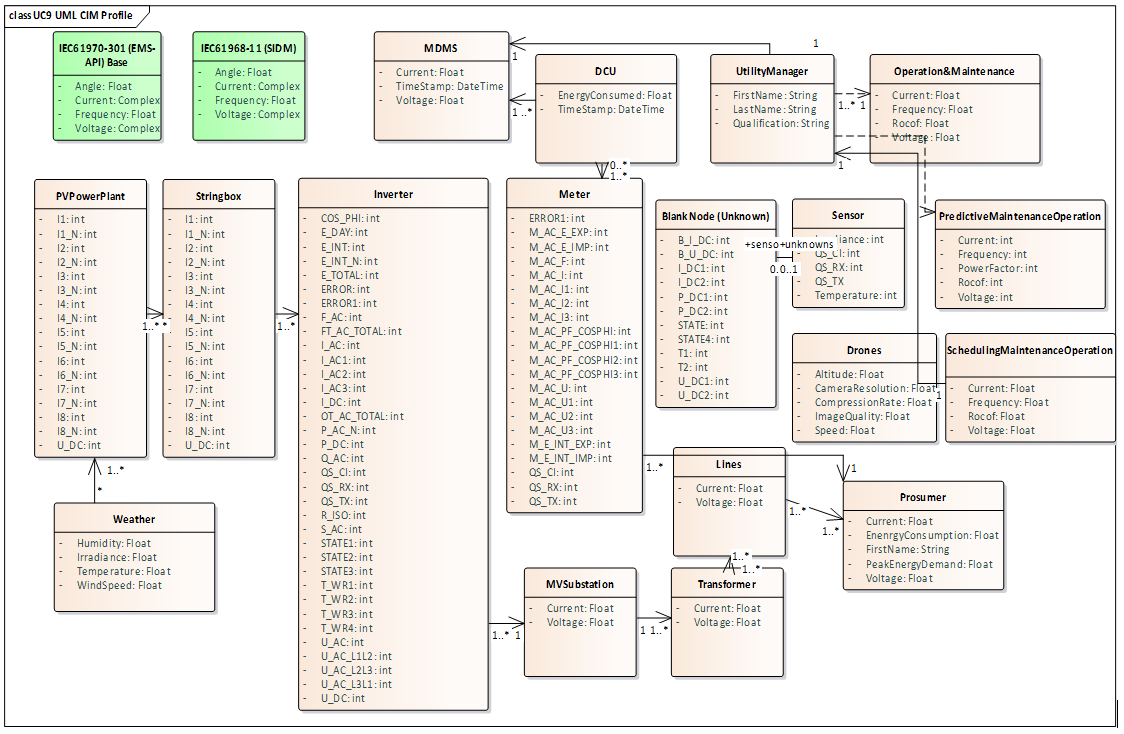 class UC9 UML CIM Profile
IEC61970-301 (EMS-
API) Base
- Angle: Float
- Current: Complex
- Frequency: Float
- Voltage: Complex
IEC61968-11 (SIDM)
- Angle: Float
- Current: Complex
- Frequency: Float
- Voltage: Complex
MDMS
- Current: Float
- TimeStamp: DateTime
- Voltage: Float
1
1
1..*
DCU
- EnergyConsumed: Float
- TimeStamp: DateTime
0..*
1..*
UtilityManager
- FirstName: String
- LastName: String
- Qualification: String
1..* 1
1
Operation&Maintenance
- Current: Float
- Frequency: Float
- Rocof: Float
- Voltage: Float
PVPowerPlant
- I1: int
- I1_N: int
- I2: int
- I2_N: int
- I3: int
- I3_N: int
- I4: int
- I4_N: int
- I5: int
- I5_N: int
- I6: int
- I6_N: int
- I7: int
- I7_N: int
- I8: int
- I8_N: int
- U_DC: int
1..* *
Stringbox
- I1: int
- I1_N: int
- I2: int
- I2_N: int
- I3: int
- I3_N: int
- I4: int
- I4_N: int
- I5: int
- I5_N: int
- I6: int
- I6_N: int
- I7: int
- I7_N: int
- I8: int
- I8_N: int
- U_DC: int
1..*
Inverter
- COS_PHI: int
- E_DAY: int
- E_INT: int
- E_INT_N: int
- E_TOTAL: int
- ERROR: int
- ERROR1: int
- F_AC: int
- FT_AC_TOTAL: int
- I_AC: int
- I_AC1: int
- I_AC2: int
- I_AC3: int
- I_DC: int
- OT_AC_TOTAL: int
- P_AC_N: int
- P_DC: int
- Q_AC: int
- QS_CI: int
- QS_RX: int
- QS_TX: int
- R_ISO: int
- S_AC: int
- STATE1: int
- STATE2: int
- STATE3: int
- T_WR1: int
- T_WR2: int
- T_WR3: int
- T_WR4: int
- U_AC: int
- U_AC_L1L2: int
- U_AC_L2L3: int
- U_AC_L3L1: int
- U_DC: int
1..* 1
Meter
- ERROR1: int
- M_AC_E_EXP: int
- M_AC_E_IMP: int
- M_AC_F: int
- M_AC_I: int
- M_AC_I1: int
- M_AC_I2: int
- M_AC_I3: int
- M_AC_PF_COSPHI: int
- M_AC_PF_COSPHI1: int
- M_AC_PF_COSPHI2: int
- M_AC_PF_COSPHI3: int
- M_AC_U: int
- M_AC_U1: int
- M_AC_U2: int
- M_AC_U3: int
- M_E_INT_EXP: int
- M_E_INT_IMP: int
- QS_CI: int
- QS_RX: int
- QS_TX: int
1..*
1
BlankNode (Unknown)
- B_I_DC: int
- B_U_DC: int
- I_DC1: int
- I_DC2: int
- P_DC1: int
- P_DC2: int
- STATE: int
- STATE4: int
- T1: int
- T2: int
- U_DC1: int
- U_DC2: int
+senso+unknowns
0.0..1
Sensor
Irradiance: int
QS_CI: int
- QS_RX: int
- QS_TX
- Temperature: int
PredictiveMaintenanceOperation
- Current: int
- Frequency: int
- PowerFactor: int
- Rocof: int
- Voltage: int
Drones
- Altitude: Float
- CameraResolution: Float
- CompressionRate: Float
- ImageQuality: Float
- Speed: Float
1
SchedulingMaintenanceOperation
- Current: Float
- Frequency: Float
- Rocof: Float
- Voltage: Float
1..*
*
Weather
- Humidity: Float
- Irradiance: Float
- Temperature: Float
- WindSpeed: Float
Lines
- Current: Float
- Voltage: Float
1..*
1..*
1..*
1..*
Prosumer
- Current: Float
- EnenrgyConsumption: Float
- FirstName: String
- PeakEnergyDemand: Float
- Voltage: Float
MVSubstation
- Current: Float
- Voltage: Float
1 1..*
Transformer
- Current: Float
- Voltage: Float